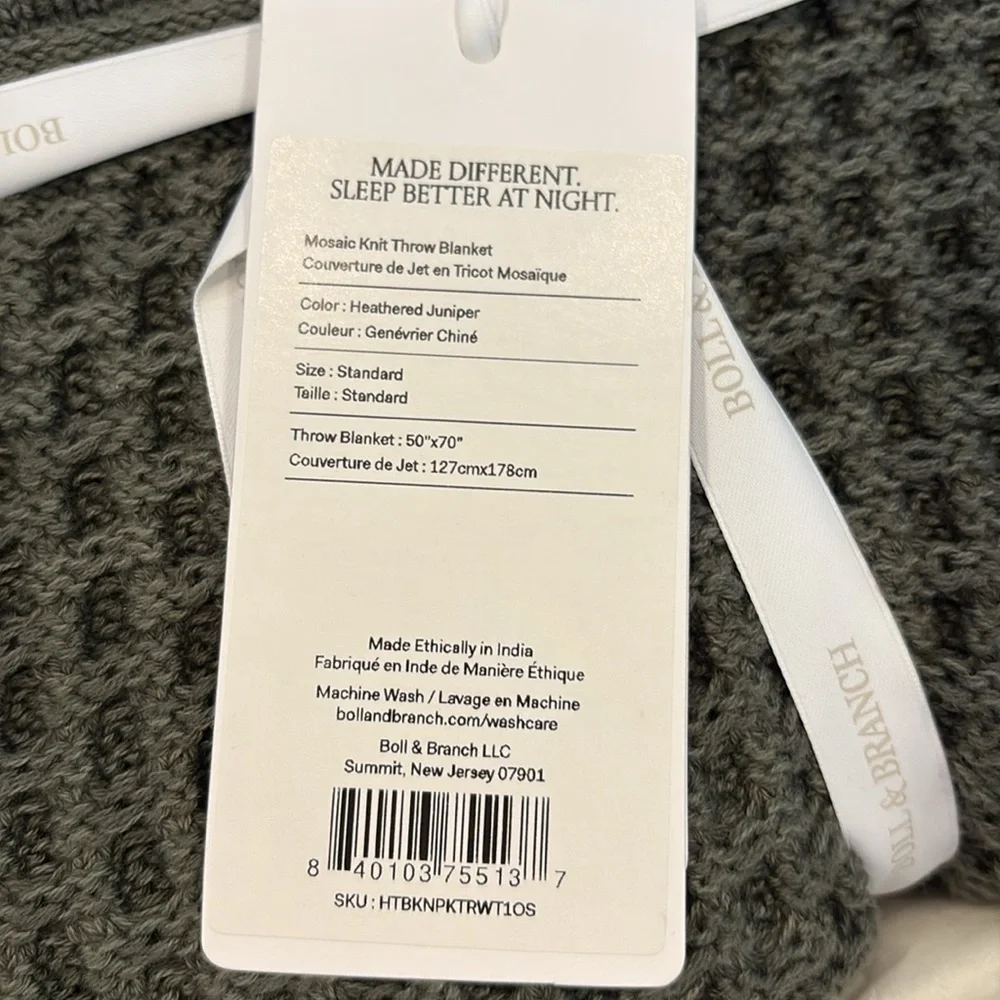 BOLL
MADE DIFFERENT.
SLEEP BETTER AT NIGHT.
Mosaic Knit Throw Blanket
Couverture de Jet en Tricot Mosaïque
Color : Heathered Juniper
Couleur : Genévrier Chiné
Size : Standard
Taille : Standard
Throw Blanket : 50"x70"
Couverture de Jet : 127cmx178cm
Made Ethically in India
Fabriqué en Inde de Manière Éthique
Machine Wash / Lavage en Machine
bollandbranch.com/washcare
Boll & Branch LLC
Summit, New Jersey 07901
8 40103 75513 7
SKU : HTBKNPKTRWT1OS
BOLL &
BOLL & BRANCH